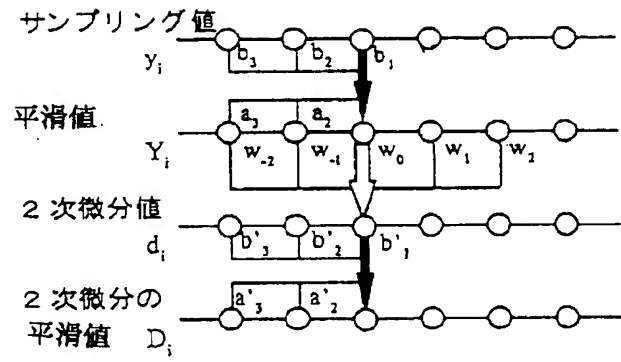 サンプリング値
y_i b_3 b_2 b_1
平滑値
a_3 a_2
Y_i w_-2 w_-1 w_0 w_1 w_2
2次微分値
d_i b'_3 b'_2 b'_1
2次微分の
a'_3 a'_2
平滑値 D_i